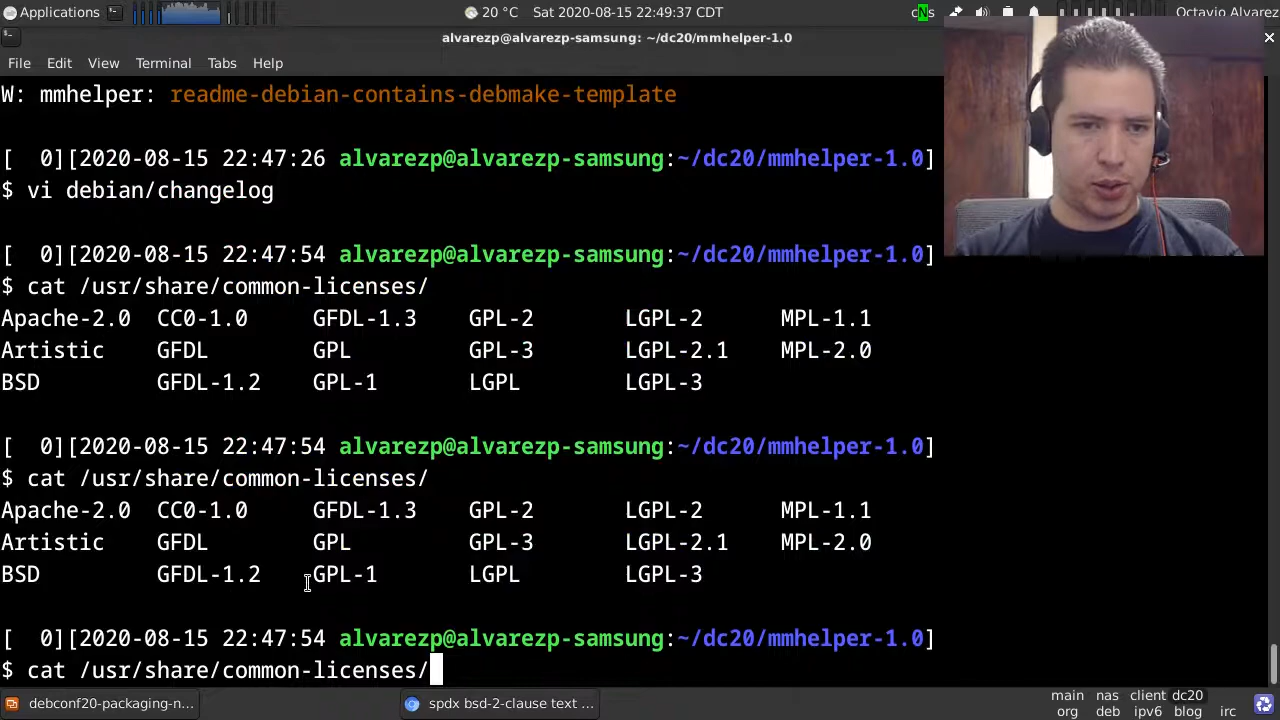 Applications 20 °C Sat 2020-08-15 22:49:37 CDT Octavio Alvarez
alvarezp@alvarezp-samsung: ~/dc20/mmhelper-1.0
File Edit View Terminal Tabs Help
W: mmhelper: readme-debian-contains-debmake-template
[ 0][2020-08-15 22:47:26 alvarezp@alvarezp-samsung:~/dc20/mmhelper-1.0]
$ vi debian/changelog
[ 0][2020-08-15 22:47:54 alvarezp@alvarezp-samsung:~/dc20/mmhelper-1.0]
$ cat /usr/share/common-licenses/
Apache-2.0 CC0-1.0 GFDL-1.3 GPL-2 LGPL-2 MPL-1.1
Artistic GFDL GPL GPL-3 LGPL-2.1 MPL-2.0
BSD GFDL-1.2 GPL-1 LGPL LGPL-3
[ 0][2020-08-15 22:47:54 alvarezp@alvarezp-samsung:~/dc20/mmhelper-1.0]
$ cat /usr/share/common-licenses/
Apache-2.0 CC0-1.0 GFDL-1.3 GPL-2 LGPL-2 MPL-1.1
Artistic GFDL GPL GPL-3 LGPL-2.1 MPL-2.0
BSD GFDL-1.2 GPL-1 LGPL LGPL-3
[ 0][2020-08-15 22:47:54 alvarezp@alvarezp-samsung:~/dc20/mmhelper-1.0]
$ cat /usr/share/common-licenses/
debconf20-packaging-n... spdx bsd-2-clause text ...
main nas client dc20
org deb ipv6 blog irc